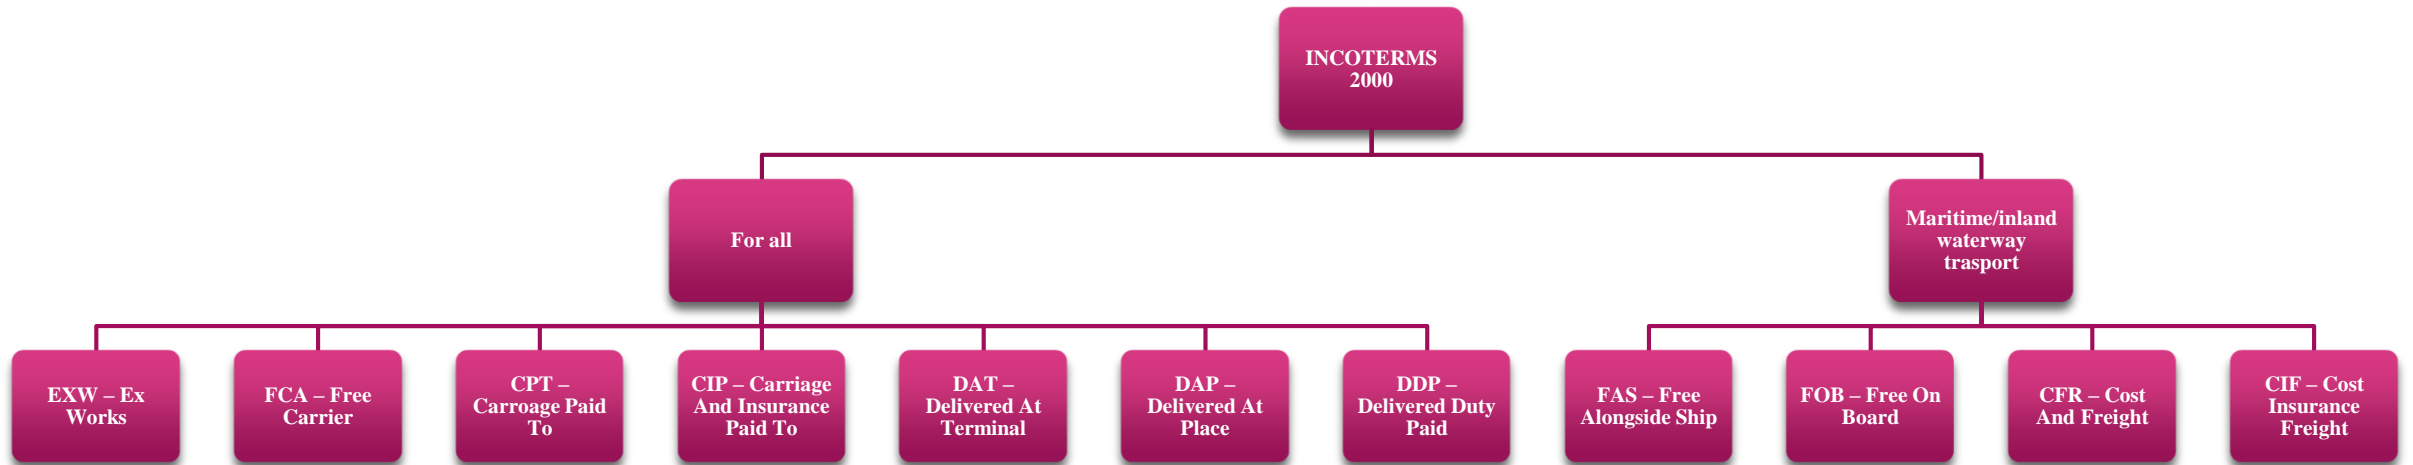 INCOTERMS
2000
For all
Maritime/inland
waterway
trasport
EXW – Ex
Works
FCA – Free
Carrier
CPT –
Carroage Paid
To
CIP – Carriage
And Insurance
Paid To
DAT –
Delivered At
Terminal
DAP –
Delivered At
Place
DDP –
Delivered Duty
Paid
FAS – Free
Alongside Ship
FOB – Free On
Board
CFR – Cost
And Freight
CIF – Cost
Insurance
Freight